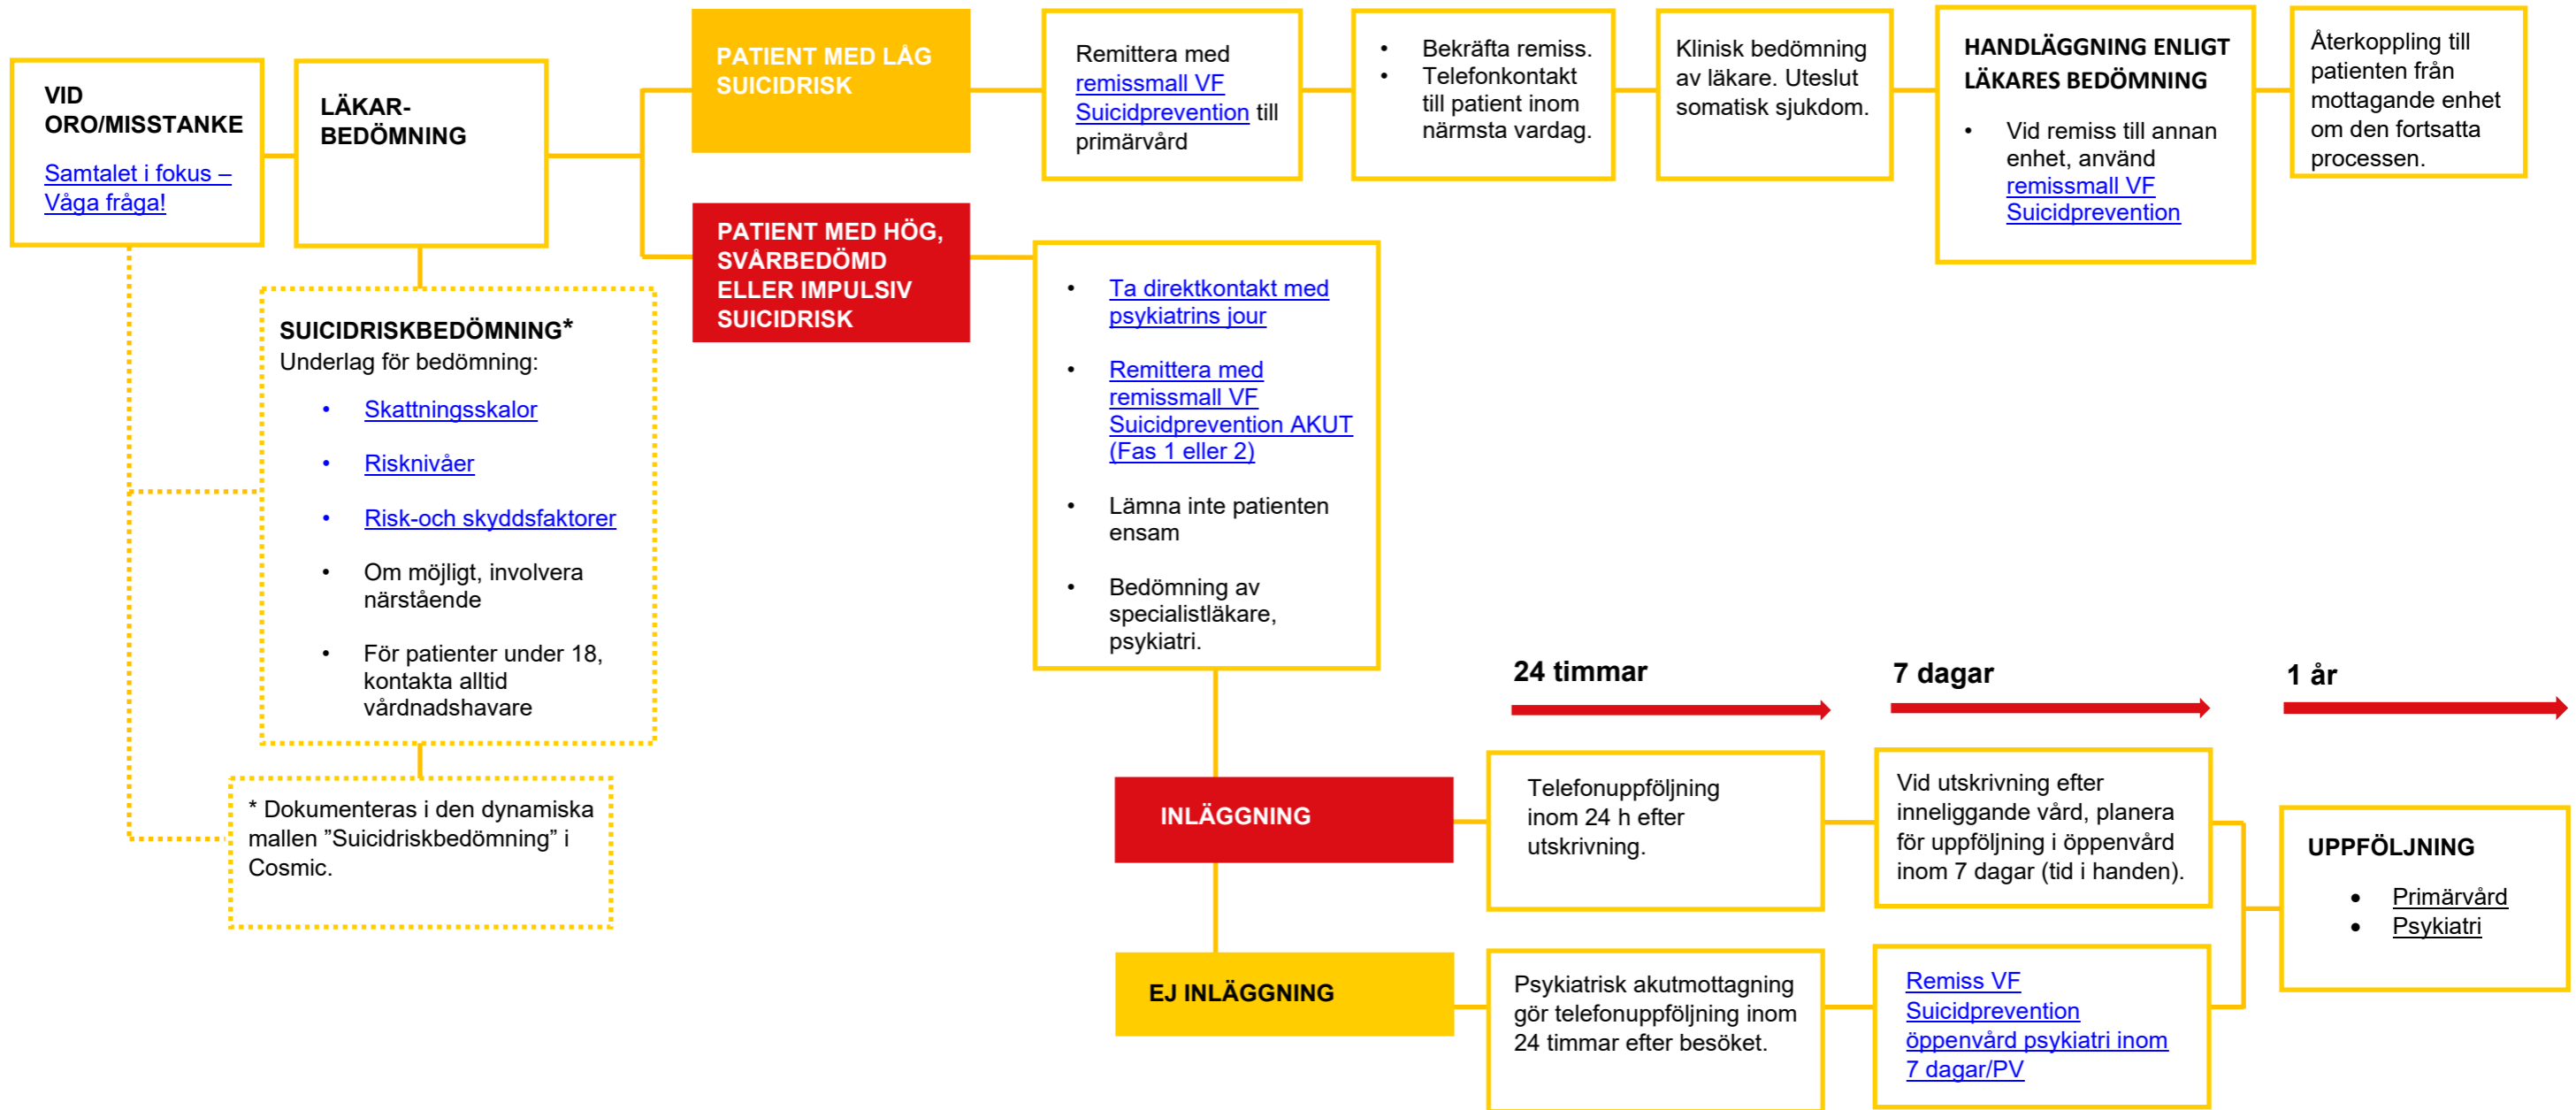 VID
ORO/MISSTANKE
Samtalet i fokus –
Våga fråga!
LÄKAR-
BEDÖMNING
SUICIDRISKBEDÖMNING*
Underlag för bedömning:
• Skattningsskalor
• Risknivåer
• Risk-och skyddsfaktorer
• Om möjligt, involvera
närstående
• För patienter under 18,
kontakta alltid
vårdnadshavare
* Dokumenteras i den dynamiska
mallen ”Suicidriskbedömning” i
Cosmic.
PATIENT MED LÅG
SUICIDRISK
Remittera med
remissmall VF
Suicidprevention till
primärvård
• Bekräfta remiss.
• Telefonkontakt
till patient inom
närmsta vardag.
Klinisk bedömning
av läkare. Uteslut
somatisk sjukdom.
HANDLÄGGNING ENLIGT
LÄKARES BEDÖMNING
• Vid remiss till annan
enhet, använd
remissmall VF
Suicidprevention
Återkoppling till
patienten från
mottagande enhet
om den fortsatta
processen.
PATIENT MED HÖG,
SVÅRBEDÖMD
ELLER IMPULSIV
SUICIDRISK
• Ta direktkontakt med
psykiatrins jour
• Remittera med
remissmall VF
Suicidprevention AKUT
(Fas 1 eller 2)
• Lämna inte patienten
ensam
• Bedömning av
specialistläkare,
psykiatri.
24 timmar
7 dagar
1 år
INLÄGGNING
Telefonuppföljning
inom 24 h efter
utskrivning.
Vid utskrivning efter
inneliggande vård, planera
för uppföljning i öppenvård
inom 7 dagar (tid i handen).
EJ INLÄGGNING
Psykiatrisk akutmottagning
gör telefonuppföljning inom
24 timmar efter besöket.
Remiss VF
Suicidprevention
öppenvård psykiatri inom
7 dagar/PV
UPPFÖLJNING
• Primärvård
• Psykiatri